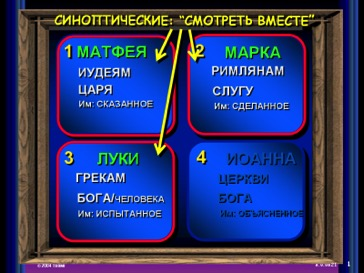 СИНОПТИЧЕСКИЕ: “СМОТРЕТЬ ВМЕСТЕ”
1 МАТФЕЯ
ИУДЕЯМ
ЦАРЯ
Им: СКАЗАННОЕ
2 МАРКА
РИМЛЯНАМ
СЛУГУ
Им: СДЕЛАННОЕ
3 ЛУКИ
ГРЕКАМ
БОГА/ЧЕЛОВЕКА
Им: ИСПЫТАННОЕ
4 ИОАННА
ЦЕРКВИ
БОГА
Им: ОБЪЯСНЕННОЕ
1